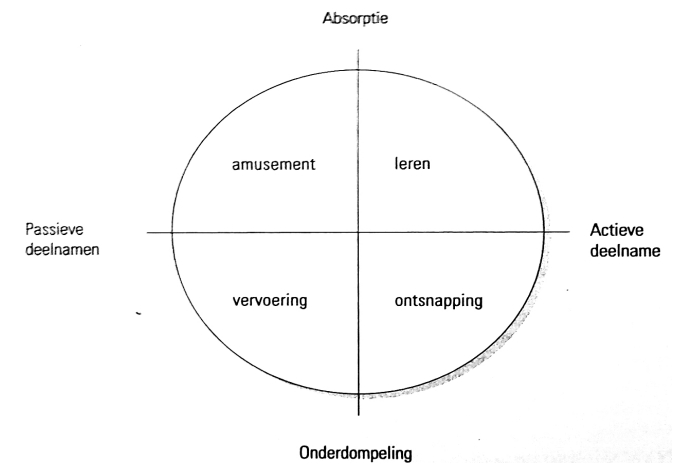 Absorptie
amusement
leren
Passieve
deelnamen
Actieve
deelname
vervoering
ontsnapping
Onderdompeling